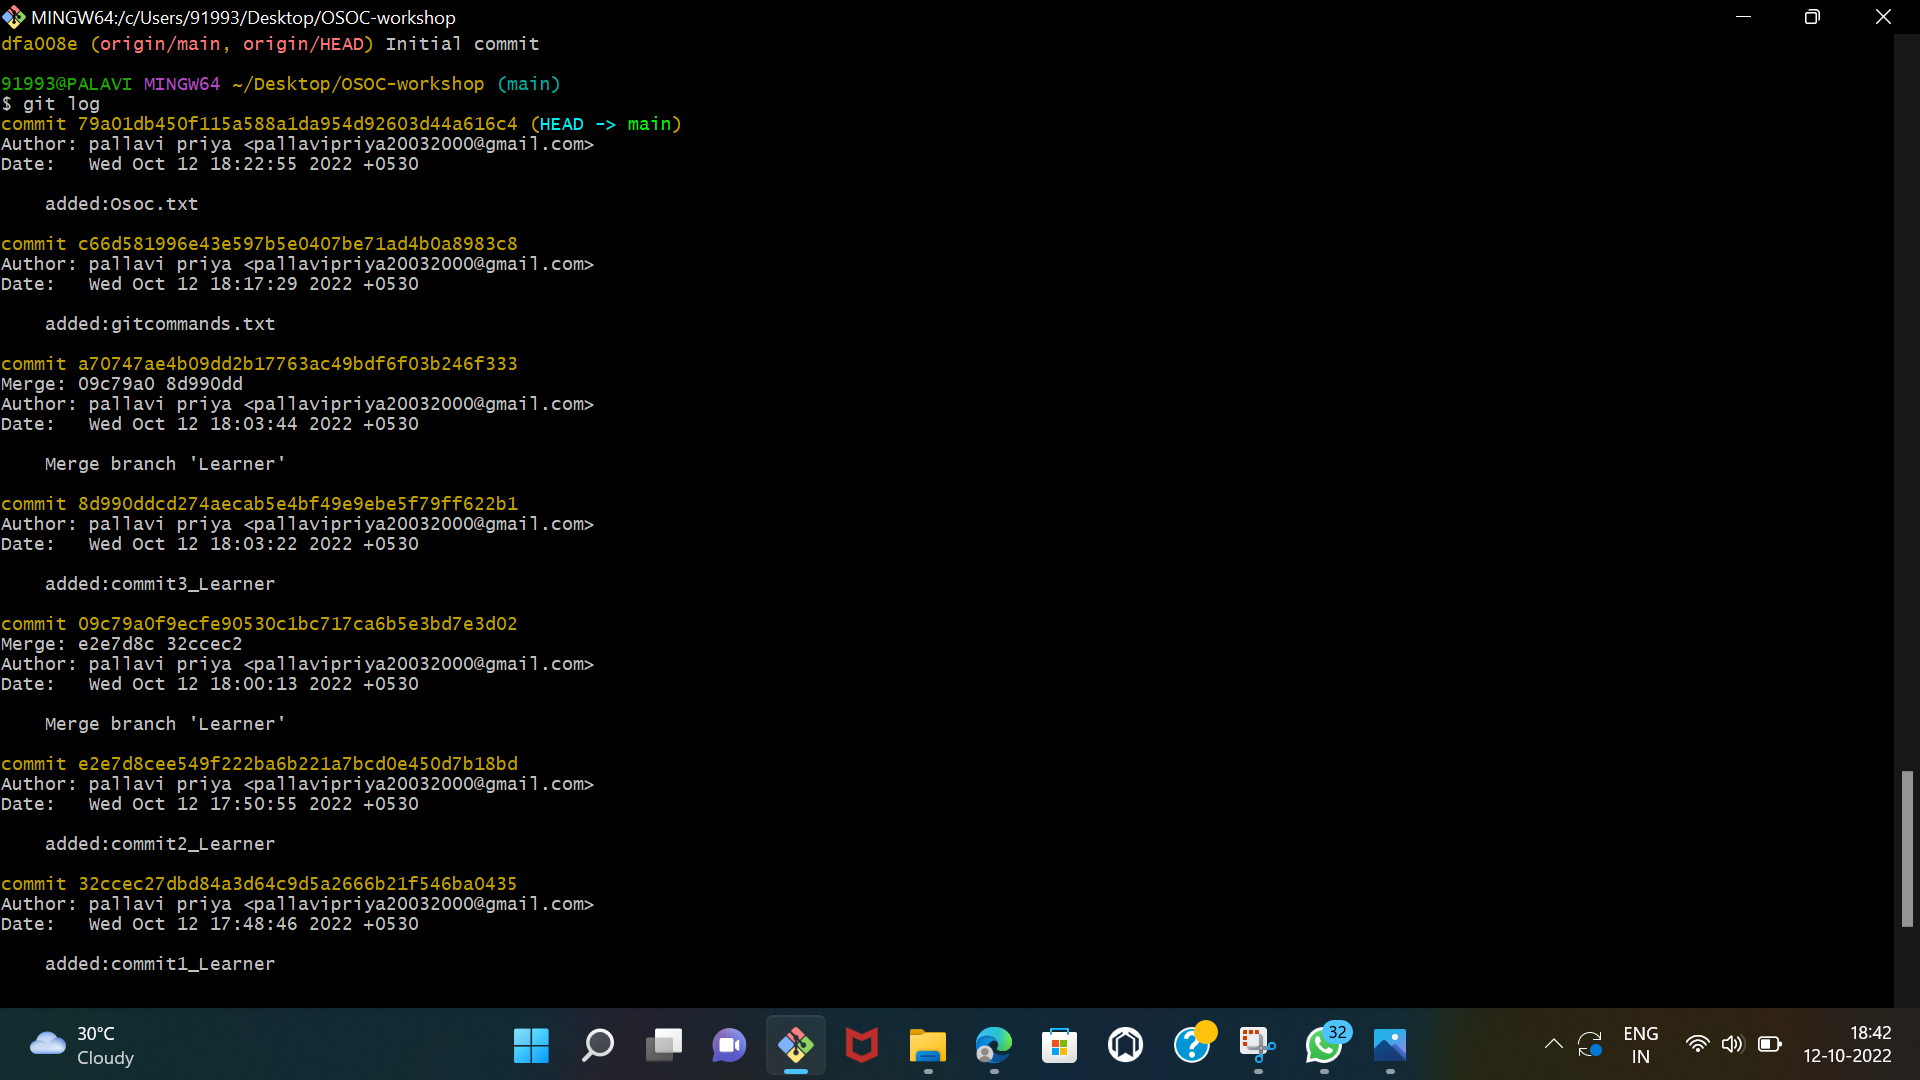 MINGW64:/c/Users/91993/Desktop/OSOC-workshop
dfa008e (origin/main, origin/HEAD) Initial commit
91993@PALAVI MINGW64 ~/Desktop/OSOC-workshop (main)
$ git log
commit 79a01db450f115a588a1da954d92603d44a616c4 (HEAD -> main)
Author: pallavi priya <pallavipriya20032000@gmail.com>
Date:   Wed Oct 12 18:22:55 2022 +0530
added:Osoc.txt
commit c66d581996e43e597b5e0407be71ad4b0a8983c8
Author: pallavi priya <pallavipriya20032000@gmail.com>
Date:   Wed Oct 12 18:17:29 2022 +0530
added:gitcommands.txt
commit a70747ae4b09dd2b17763ac49bdf6f03b246f333
Merge: 09c79a0 8d990dd
Author: pallavi priya <pallavipriya20032000@gmail.com>
Date:   Wed Oct 12 18:03:44 2022 +0530
Merge branch 'Learner'
commit 8d990ddcd274aecab5e4bf49e9ebe5f79ff622b1
Author: pallavi priya <pallavipriya20032000@gmail.com>
Date:   Wed Oct 12 18:03:22 2022 +0530
added:commit3_Learner
commit 09c79a0f9ecfe90530c1bc717ca6b5e3bd7e3d02
Merge: e2e7d8c 32ccec2
Author: pallavi priya <pallavipriya20032000@gmail.com>
Date:   Wed Oct 12 18:00:13 2022 +0530
Merge branch 'Learner'
commit e2e7d8cee549f222ba6b221a7bcd0e450d7b18bd
Author: pallavi priya <pallavipriya20032000@gmail.com>
Date:   Wed Oct 12 17:50:55 2022 +0530
added:commit2_Learner
commit 32ccec27dbd84a3d64c9d5a2666b21f546ba0435
Author: pallavi priya <pallavipriya20032000@gmail.com>
Date:   Wed Oct 12 17:48:46 2022 +0530
added:commit1_Learner
30°C
Cloudy
32
ENG
IN
18:42
12-10-2022